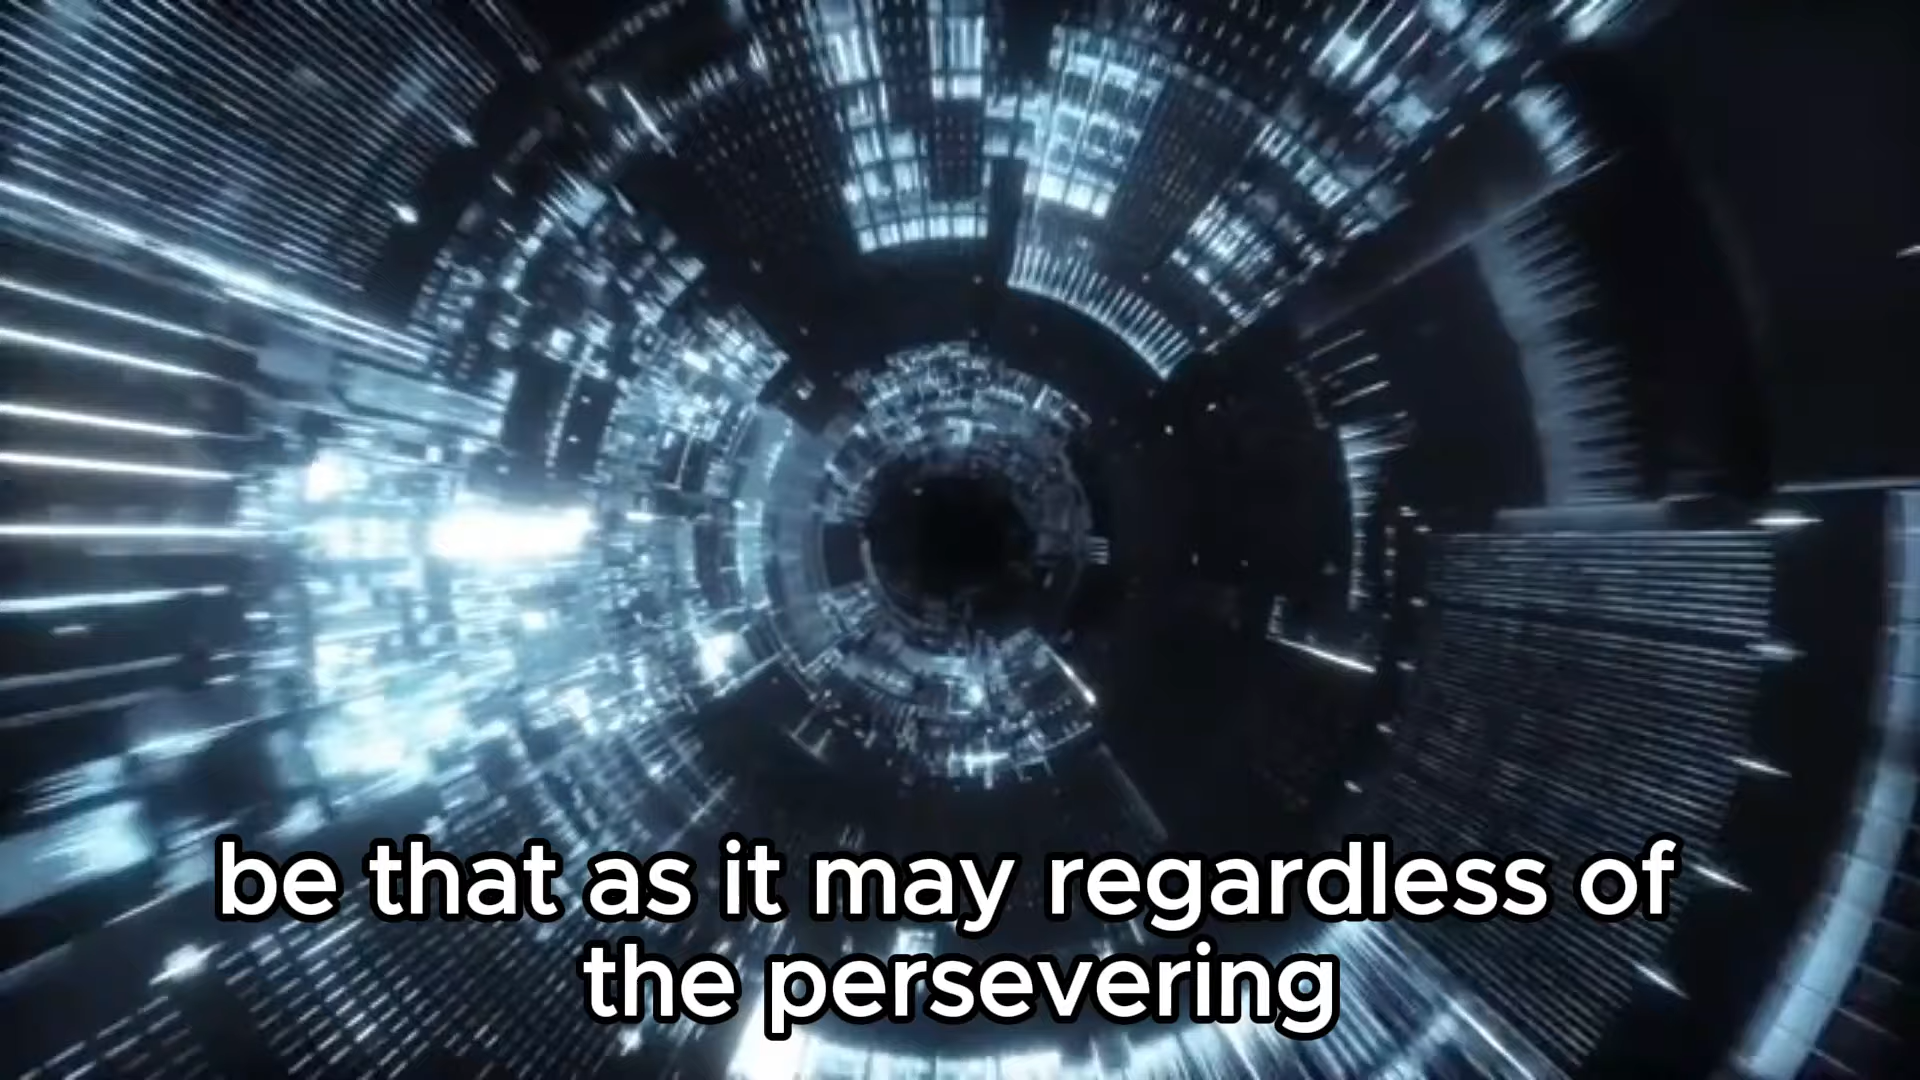 be that as it may regardless of
the persevering